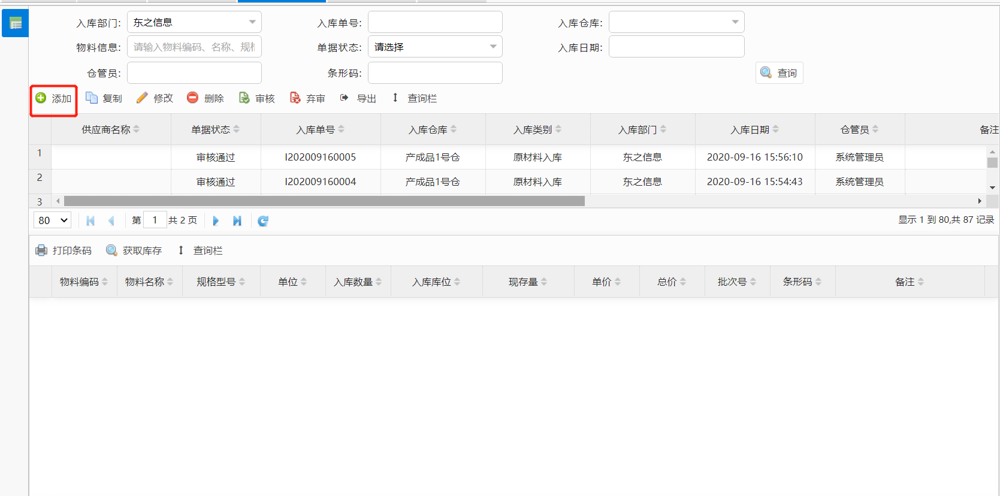 入库部门: 东之信息 入库单号: 入库仓库:
物料信息: 请输入物料编码、名称、规格 单据状态: 请选择 入库日期:
仓管员: 条形码: 查询
添加 复制 修改 删除 审核 弃审 导出 查询栏
供应商名称 单据状态 入库单号 入库仓库 入库类别 入库部门 入库日期 仓管员 备注
1 审核通过 I202009160005 产成品1号仓 原材料入库 东之信息 2020-09-16 15:56:10 系统管理员
2 审核通过 I202009160004 产成品1号仓 原材料入库 东之信息 2020-09-16 15:54:43 系统管理员
3
80 第 1 共 2 页 显示 1 到 80,共 87 记录
打印条码 获取库存 查询栏
物料编码 物料名称 规格型号 单位 入库数量 入库库位 现存量 单价 总价 批次号 条形码 备注